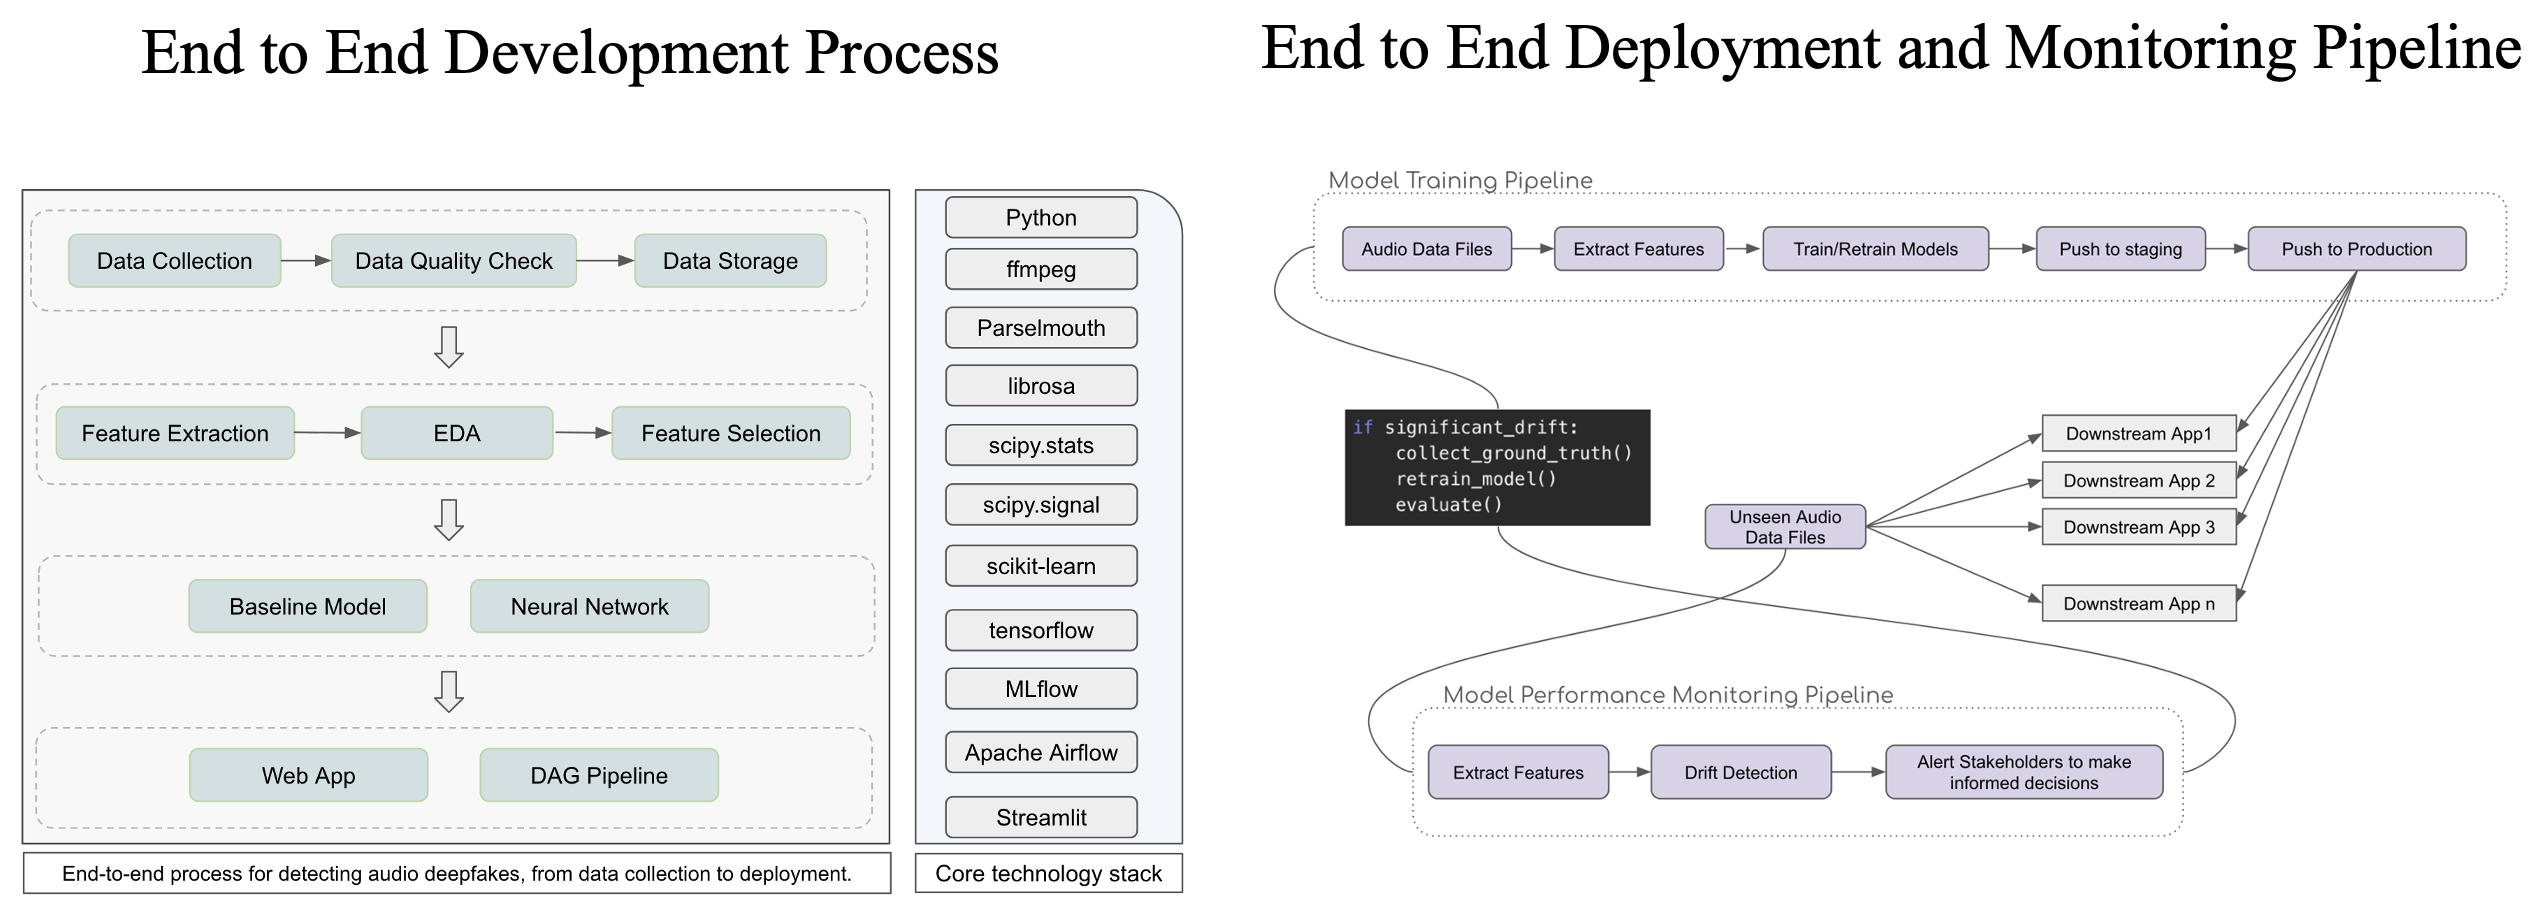 End to End Development Process
Data Collection
Data Quality Check
Data Storage
Feature Extraction
EDA
Feature Selection
Baseline Model
Neural Network
Web App
DAG Pipeline
End-to-end process for detecting audio deepfakes, from data collection to deployment.
Python
ffmpeg
Parselmouth
librosa
scipy.stats
scipy.signal
scikit-learn
tensorflow
MLflow
Apache Airflow
Streamlit
Core technology stack
End to End Deployment and Monitoring Pipeline
Model Training Pipeline
Audio Data Files
Extract Features
Train/Retrain Models
Push to staging
Push to Production
if significant_drift:
    collect_ground_truth()
    retrain_model()
    evaluate()
Unseen Audio
Data Files
Downstream App1
Downstream App 2
Downstream App 3
Downstream App n
Model Performance Monitoring Pipeline
Extract Features
Drift Detection
Alert Stakeholders to make
informed decisions